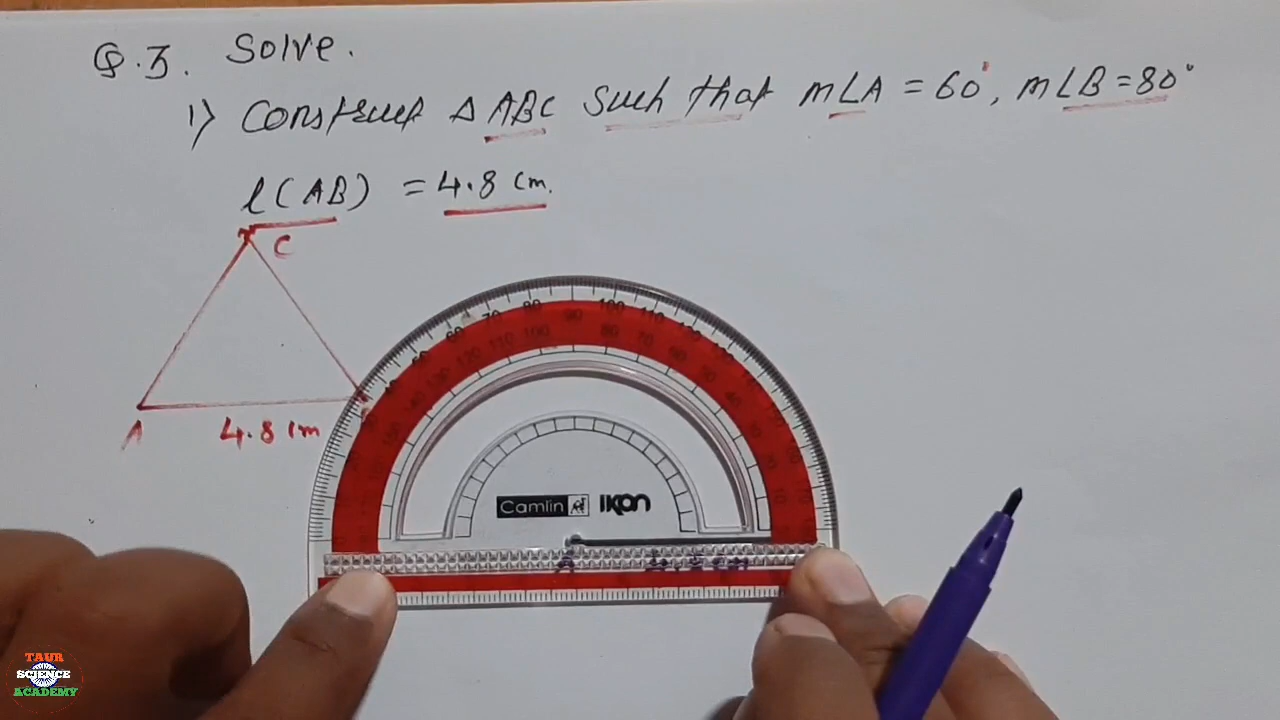 Q.3. Solve.
1) Construct △ ABC such that m∠A = 60°, m∠B = 80°
l(AB) = 4.8 cm.
C
A
4.8 cm
Camlin IKON
A
TAUR
SCIENCE
ACADEMY